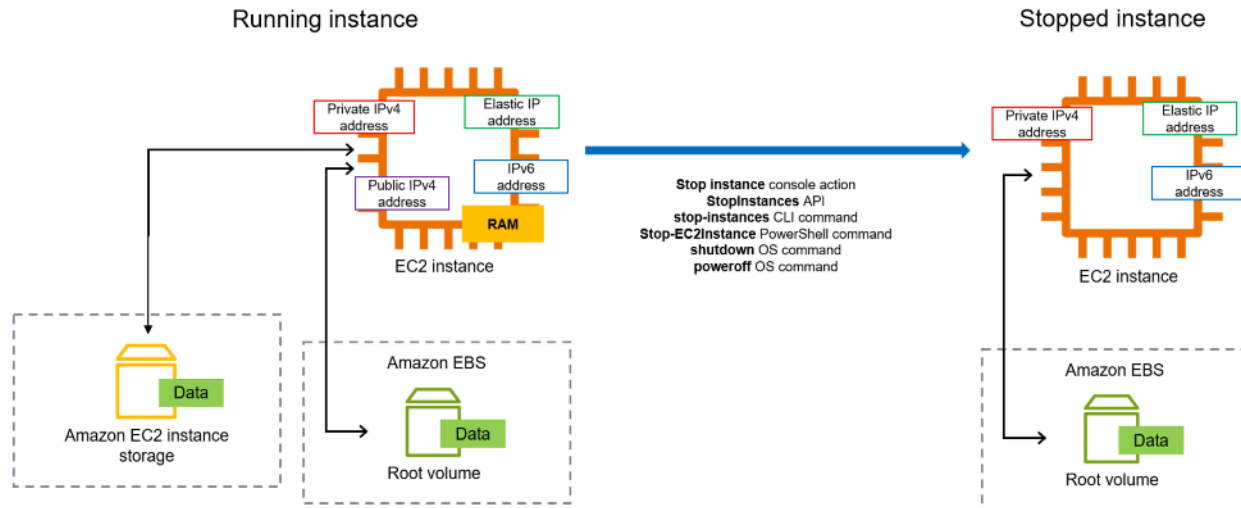 Running instance
Private IPv4
address
Elastic IP
address
Public IPv4
address
IPv6
address
RAM
EC2 instance
Data
Amazon EC2 instance
storage
Amazon EBS
Data
Root volume
Stop instance console action
StopInstances API
stop-instances CLI command
Stop-EC2Instance PowerShell command
shutdown OS command
poweroff OS command
Stopped instance
Private IPv4
address
Elastic IP
address
IPv6
address
EC2 instance
Amazon EBS
Data
Root volume